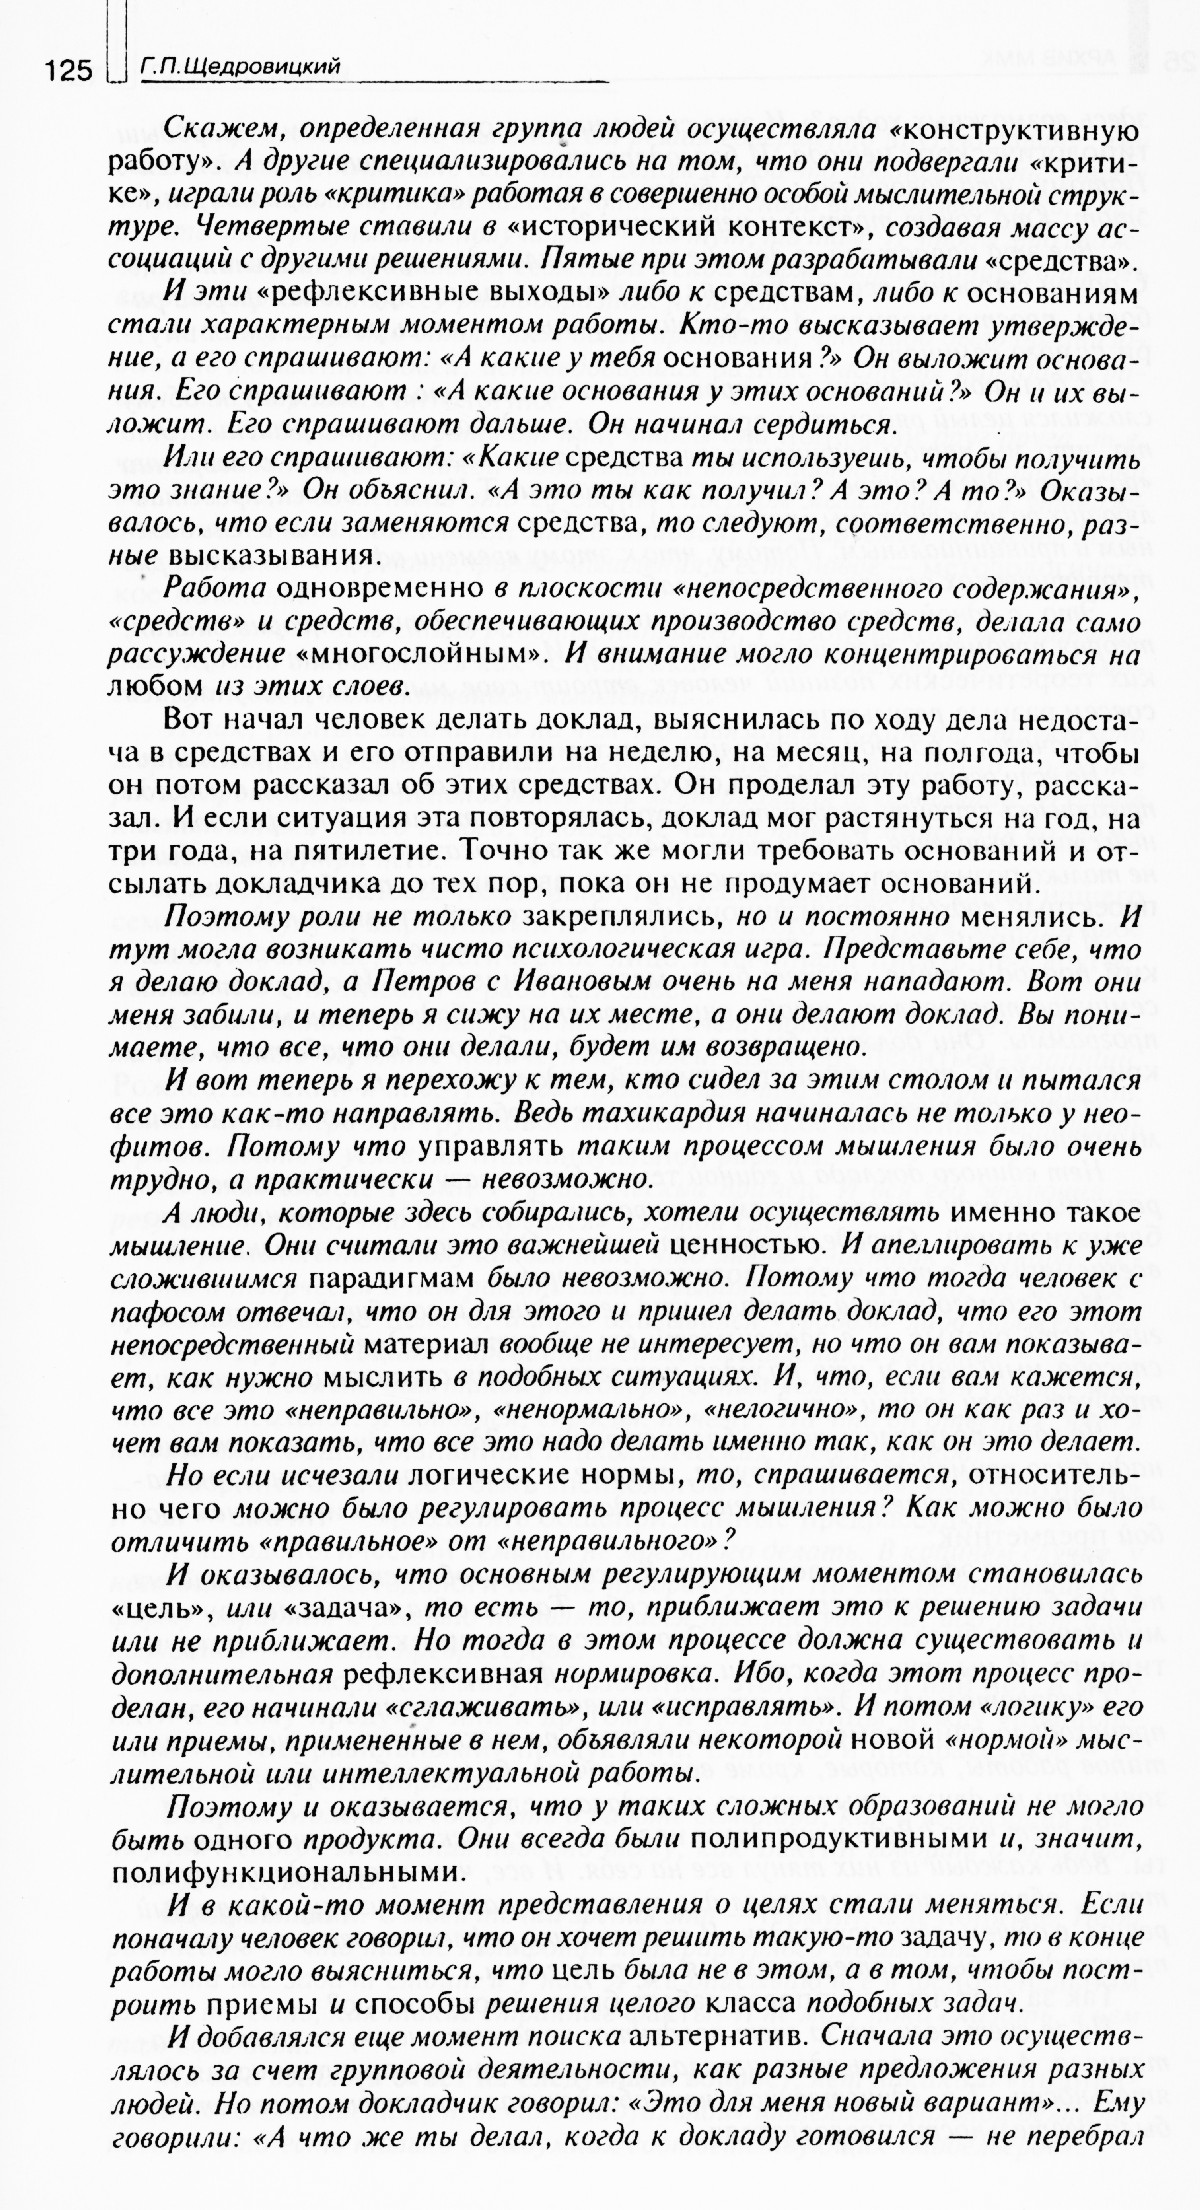 125
Г.П.Щедровицкий
Скажем, определенная группа людей осуществляла «конструктивную
работу». А другие специализировались на том, что они подвергали «крити-
ке», играли роль «критика» работая в совершенно особой мыслительной струк-
туре. Четвертые ставили в «исторический контекст», создавая массу ас-
социаций с другими решениями. Пятые при этом разрабатывали «средства».
И эти «рефлексивные выходы» либо к средствам, либо к основаниям
стали характерным моментом работы. Кто-то высказывает утвержде-
ние, а его спрашивают: «А какие у тебя основания?» Он выложит основа-
ния. Его спрашивают : «А какие основания у этих оснований?» Он и их вы-
ложит. Его спрашивают дальше. Он начинал сердиться.
Или его спрашивают: «Какие средства ты используешь, чтобы получить
это знание?» Он объяснил. «А это ты как получил? А это? А то?» Оказы-
валось, что если заменяются средства, то следуют, соответственно, раз-
ные высказывания.
Работа одновременно в плоскости «непосредственного содержания»,
«средств» и средств, обеспечивающих производство средств, делала само
рассуждение «многослойным». И внимание могло концентрироваться на
любом из этих слоев.
Вот начал человек делать доклад, выяснилась по ходу дела недоста-
ча в средствах и его отправили на неделю, на месяц, на полгода, чтобы
он потом рассказал об этих средствах. Он проделал эту работу, расска-
зал. И если ситуация эта повторялась, доклад мог растянуться на год, на
три года, на пятилетие. Точно так же могли требовать оснований и от-
сылать докладчика до тех пор, пока он не продумает оснований.
Поэтому роли не только закреплялись, но и постоянно менялись. И
тут могла возникать чисто психологическая игра. Представьте себе, что
я делаю доклад, а Петров с Ивановым очень на меня нападают. Вот они
меня забили, и теперь я сижу на их месте, а они делают доклад. Вы пони-
маете, что все, что они делали, будет им возвращено.
И вот теперь я перехожу к тем, кто сидел за этим столом и пытался
все это как-то направлять. Ведь тахикардия начиналась не только у нео-
фитов. Потому что управлять таким процессом мышления было очень
трудно, а практически — невозможно.
А люди, которые здесь собирались, хотели осуществлять именно такое
мышление. Они считали это важнейшей ценностью. И апеллировать к уже
сложившимся парадигмам было невозможно. Потому что тогда человек с
пафосом отвечал, что он для этого и пришел делать доклад, что его этот
непосредственный материал вообще не интересует, но что он вам показыва-
ет, как нужно мыслить в подобных ситуациях. И, что, если вам кажется,
что все это «неправильно», «ненормально», «нелогично», то он как раз и хо-
чет вам показать, что все это надо делать именно так, как он это делает.
Но если исчезали логические нормы, то, спрашивается, относитель-
но чего можно было регулировать процесс мышления? Как можно было
отличить «правильное» от «неправильного»?
И оказывалось, что основным регулирующим моментом становилась
«цель», или «задача», то есть — то, приближает это к решению задачи
или не приближает. Но тогда в этом процессе должна существовать и
дополнительная рефлексивная нормировка. Ибо, когда этот процесс про-
делан, его начинали «сглаживать», или «исправлять». И потом «логику» его
или приемы, примененные в нем, объявляли некоторой новой «нормой» мыс-
лительной или интеллектуальной работы.
Поэтому и оказывается, что у таких сложных образований не могло
быть одного продукта. Они всегда были полипродуктивными и, значит,
полифункциональными.
И в какой-то момент представления о целях стали меняться. Если
поначалу человек говорил, что он хочет решить такую-то задачу, то в конце
работы могло выясниться, что цель была не в этом, а в том, чтобы пост-
роить приемы и способы решения целого класса подобных задач.
И добавлялся еще момент поиска альтернатив. Сначала это осуществ-
лялось за счет групповой деятельности, как разные предложения разных
людей. Но потом докладчик говорил: «Это для меня новый вариант»... Ему
говорили: «А что же ты делал, когда к докладу готовился — не перебрал